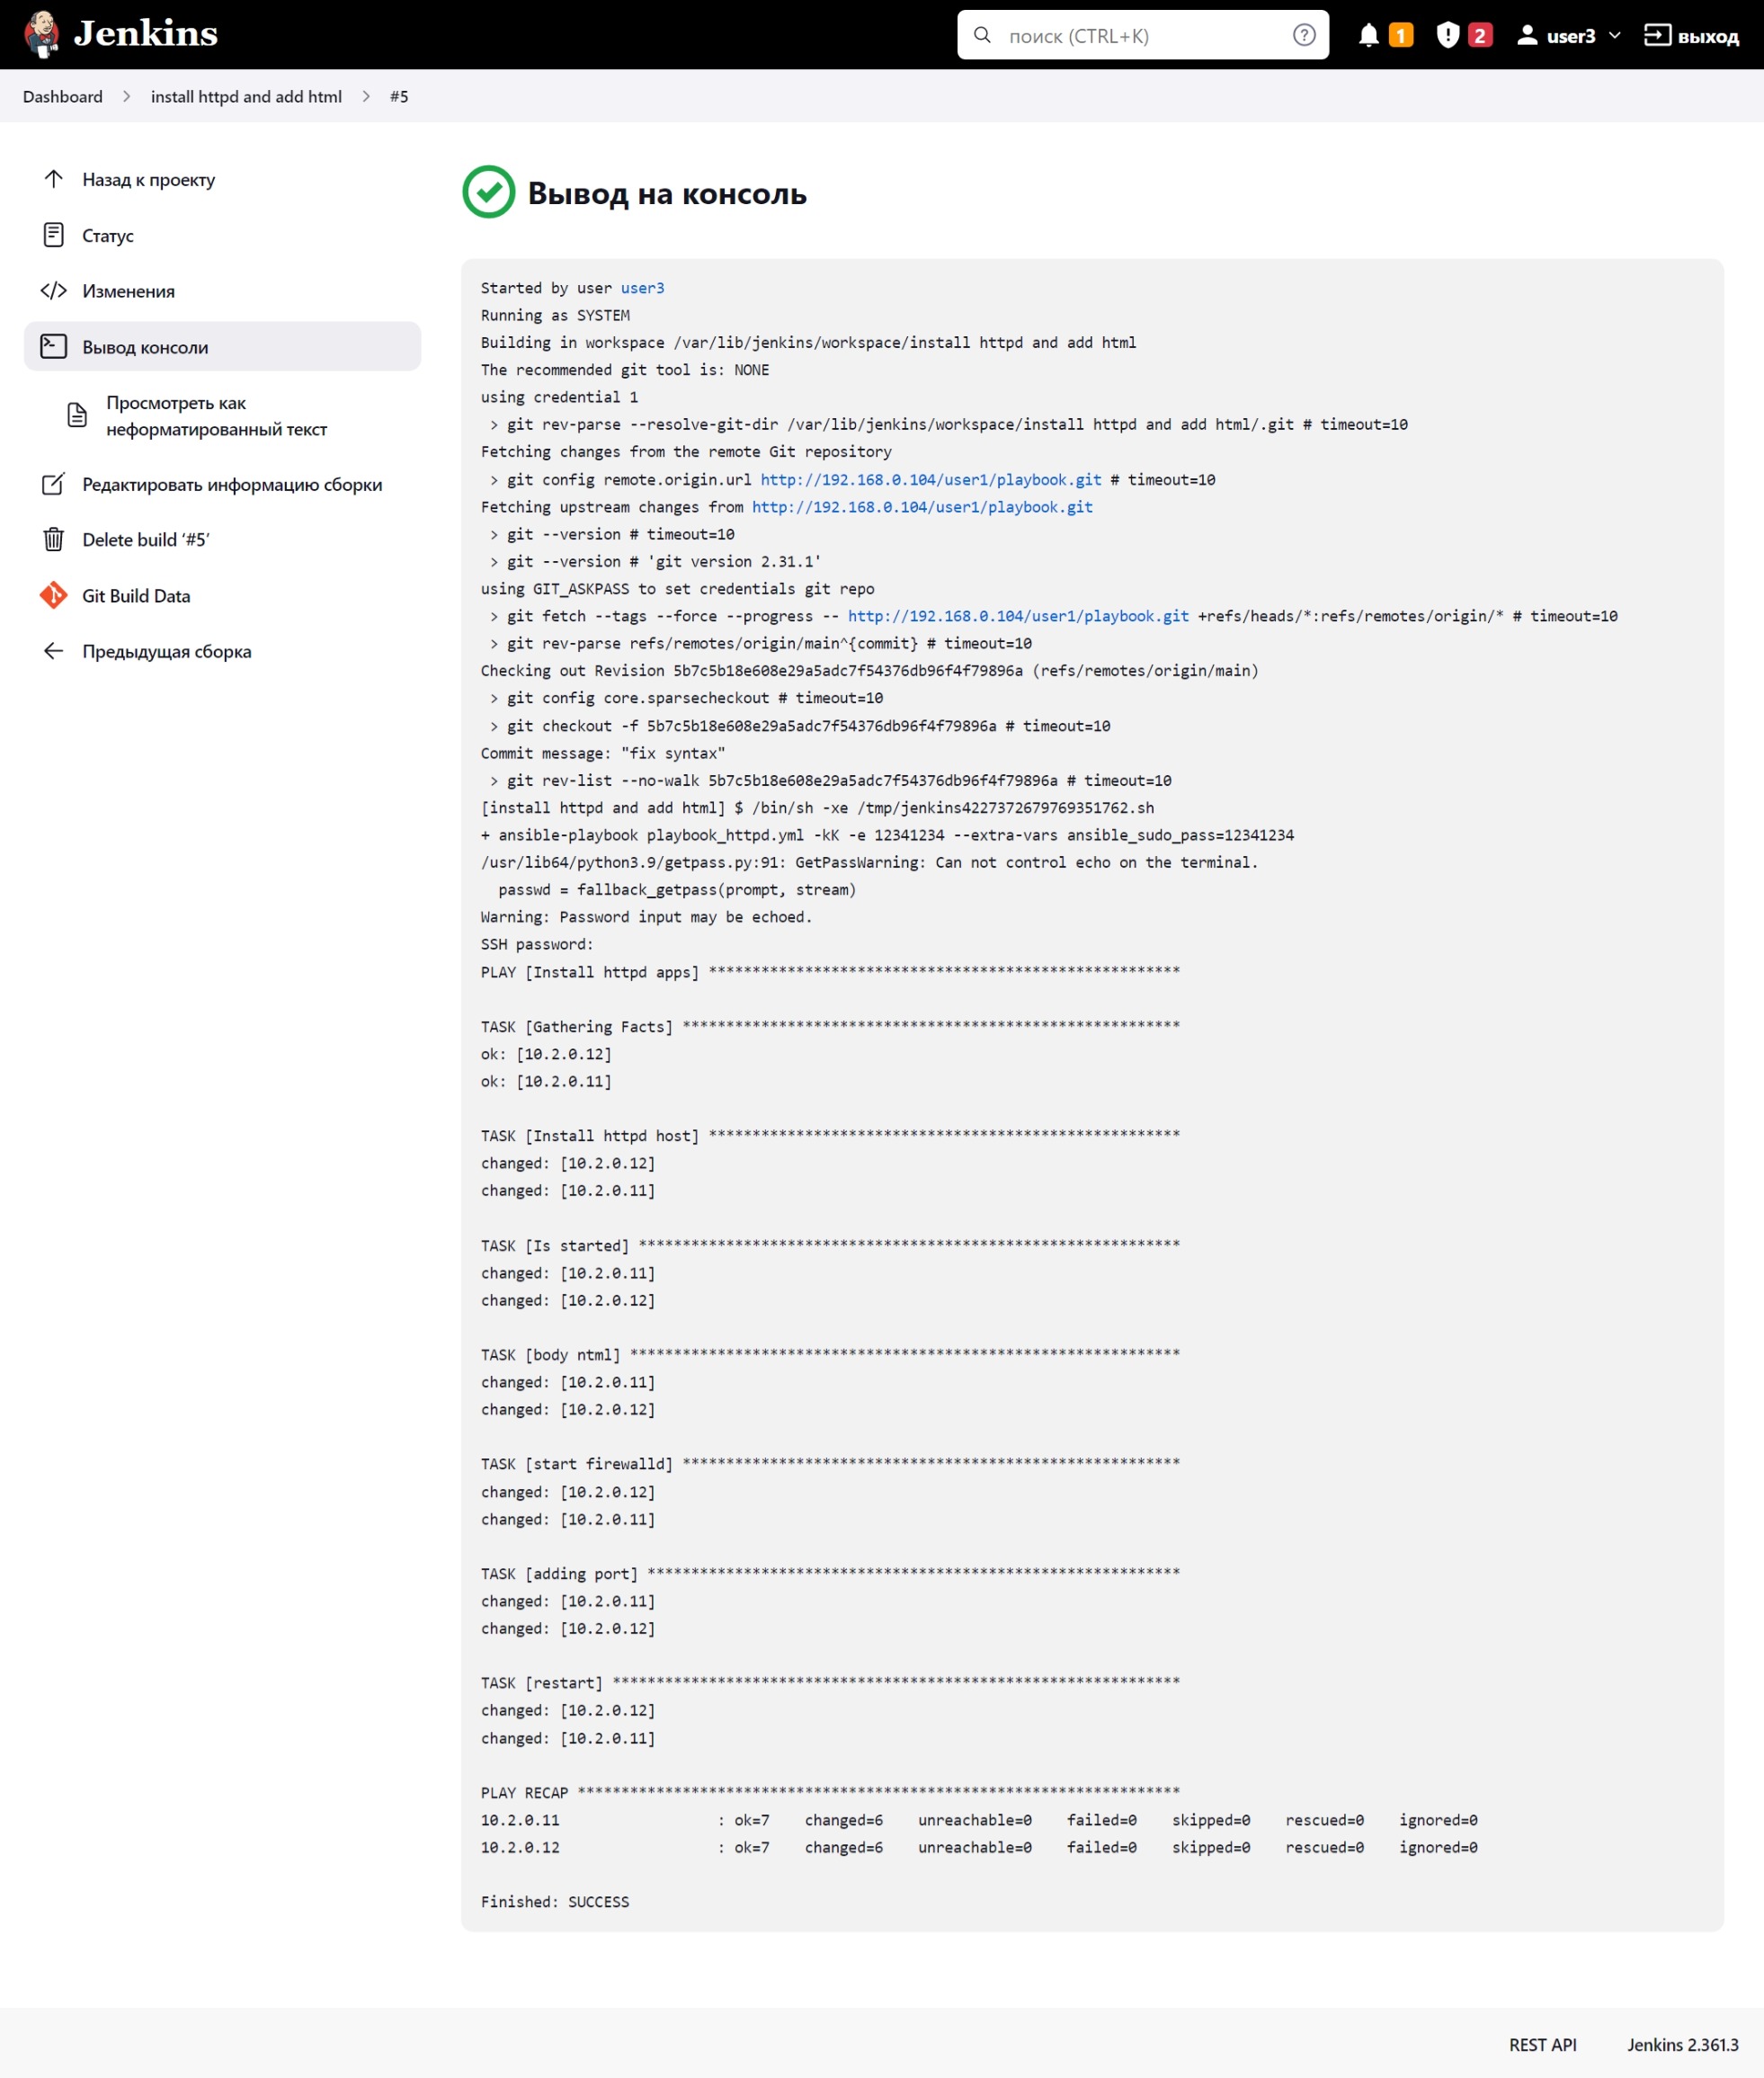 Jenkins
поиск (CTRL+K)
1
2
user3
выход
Dashboard
install httpd and add html
#5
Назад к проекту
Статус
Изменения
Вывод консоли
Просмотреть как
неформатированный текст
Редактировать информацию сборки
Delete build ‘#5’
Git Build Data
Предыдущая сборка
Вывод на консоль
Started by user user3
Running as SYSTEM
Building in workspace /var/lib/jenkins/workspace/install httpd and add html
The recommended git tool is: NONE
using credential 1
 > git rev-parse --resolve-git-dir /var/lib/jenkins/workspace/install httpd and add html/.git # timeout=10
Fetching changes from the remote Git repository
 > git config remote.origin.url http://192.168.0.104/user1/playbook.git # timeout=10
Fetching upstream changes from http://192.168.0.104/user1/playbook.git
 > git --version # timeout=10
 > git --version # 'git version 2.31.1'
using GIT_ASKPASS to set credentials git repo
 > git fetch --tags --force --progress -- http://192.168.0.104/user1/playbook.git +refs/heads/*:refs/remotes/origin/* # timeout=10
 > git rev-parse refs/remotes/origin/main^{commit} # timeout=10
Checking out Revision 5b7c5b18e608e29a5adc7f54376db96f4f79896a (refs/remotes/origin/main)
 > git config core.sparsecheckout # timeout=10
 > git checkout -f 5b7c5b18e608e29a5adc7f54376db96f4f79896a # timeout=10
Commit message: "fix syntax"
 > git rev-list --no-walk 5b7c5b18e608e29a5adc7f54376db96f4f79896a # timeout=10
[install httpd and add html] $ /bin/sh -xe /tmp/jenkins4227372679769351762.sh
+ ansible-playbook playbook_httpd.yml -kK -e 12341234 --extra-vars ansible_sudo_pass=12341234
/usr/lib64/python3.9/getpass.py:91: GetPassWarning: Can not control echo on the terminal.
  passwd = fallback_getpass(prompt, stream)
Warning: Password input may be echoed.
SSH password:
PLAY [Install httpd apps] ******************************************************

TASK [Gathering Facts] *********************************************************
ok: [10.2.0.12]
ok: [10.2.0.11]

TASK [Install httpd host] ******************************************************
changed: [10.2.0.12]
changed: [10.2.0.11]

TASK [Is started] **************************************************************
changed: [10.2.0.11]
changed: [10.2.0.12]

TASK [body ntml] ***************************************************************
changed: [10.2.0.11]
changed: [10.2.0.12]

TASK [start firewalld] *********************************************************
changed: [10.2.0.12]
changed: [10.2.0.11]

TASK [adding port] *************************************************************
changed: [10.2.0.11]
changed: [10.2.0.12]

TASK [restart] *****************************************************************
changed: [10.2.0.12]
changed: [10.2.0.11]

PLAY RECAP *********************************************************************
10.2.0.11                  : ok=7    changed=6    unreachable=0    failed=0    skipped=0    rescued=0    ignored=0
10.2.0.12                  : ok=7    changed=6    unreachable=0    failed=0    skipped=0    rescued=0    ignored=0

Finished: SUCCESS
REST API
Jenkins 2.361.3